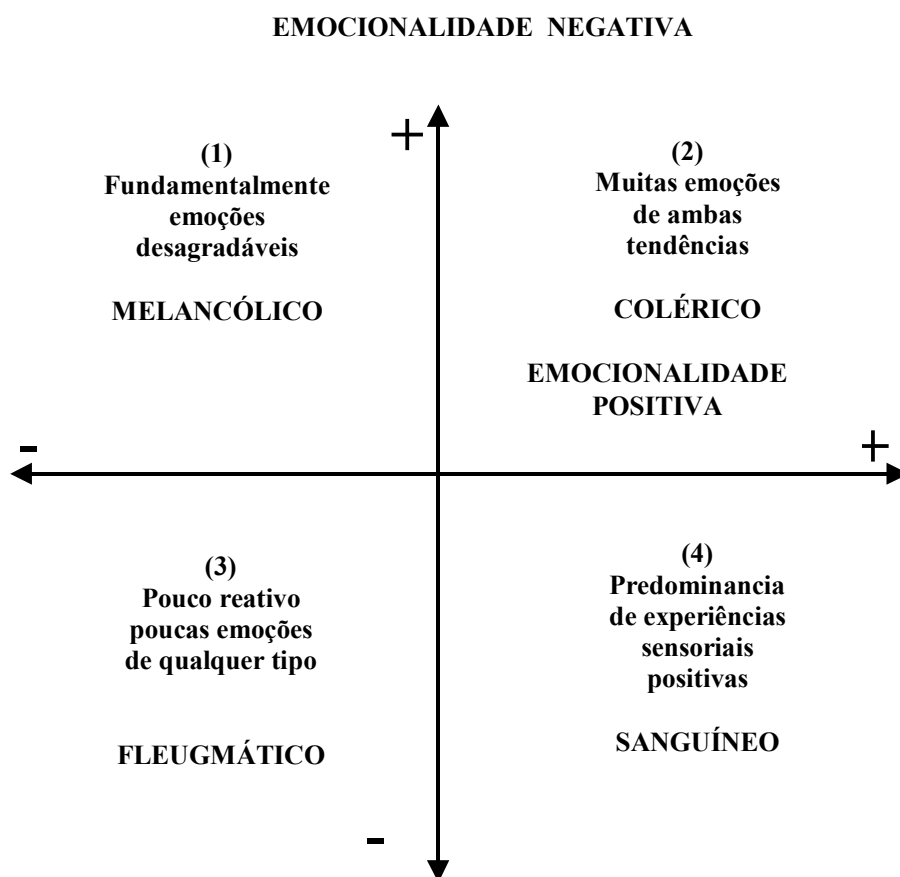 EMOCIONALIDADE NEGATIVA
+
(1)
Fundamentalmente
emoções
desagradáveis
MELANCÓLICO
(2)
Muitas emoções
de ambas
tendências
COLÉRICO
EMOCIONALIDADE
POSITIVA
-
+
(3)
Pouco reativo
poucas emoções
de qualquer tipo
FLEUGMÁTICO
(4)
Predominancia
de experiências
sensoriais
positivas
SANGUÍNEO
-